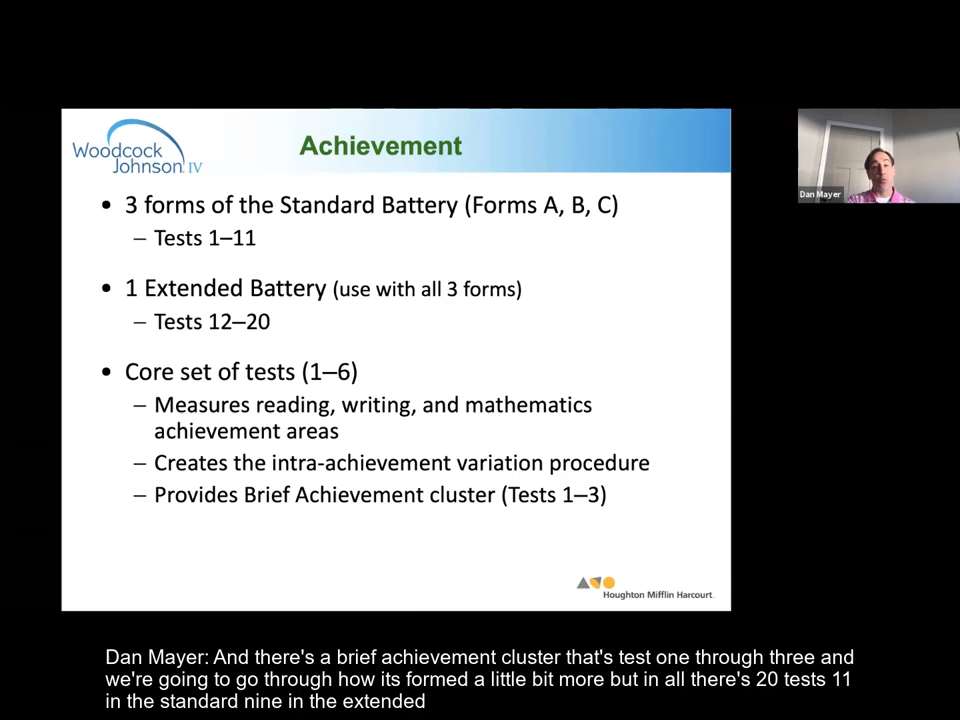 Woodcock
Johnson IV
Achievement
• 3 forms of the Standard Battery (Forms A, B, C)
– Tests 1–11
• 1 Extended Battery (use with all 3 forms)
– Tests 12–20
• Core set of tests (1–6)
– Measures reading, writing, and mathematics
achievement areas
– Creates the intra-achievement variation procedure
– Provides Brief Achievement cluster (Tests 1–3)
Houghton Mifflin Harcourt.
Dan Mayer
Dan Mayer: And there's a brief achievement cluster that's test one through three and
we're going to go through how its formed a little bit more but in all there's 20 tests 11
in the standard nine in the extended